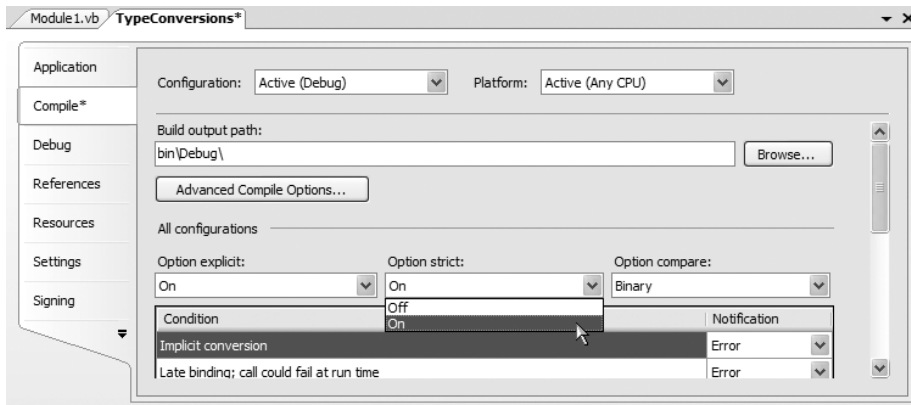 Module1.vb TypeConversions*
Application
Compile*
Debug
References
Resources
Settings
Signing
Configuration: Active (Debug) Platform: Active (Any CPU)
Build output path:
bin\Debug\ Browse...
Advanced Compile Options...
All configurations
Option explicit: Option strict: Option compare:
On On Binary
Off
On
Condition Notification
Implicit conversion Error
Late binding; call could fail at run time Error